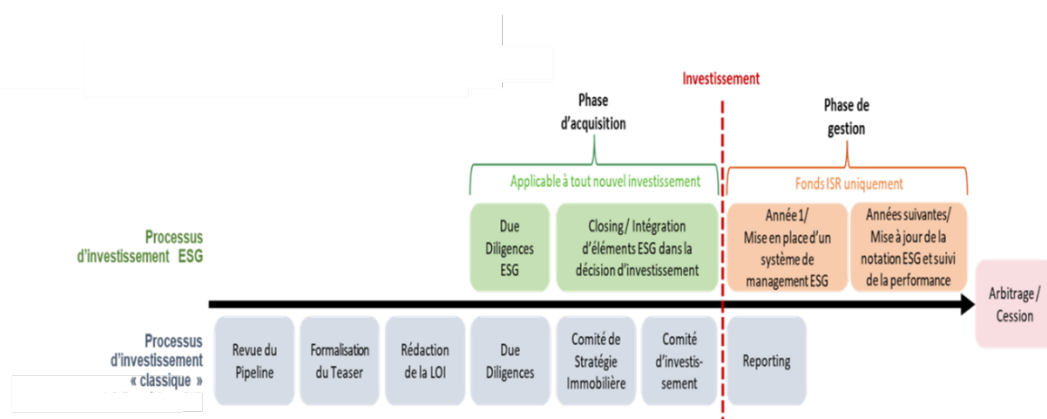 Investissement
Phase
d'acquisition
Phase de
gestion
Applicable à tout nouvel investissement
Fonds ISR uniquement
Processus
d'investissement ESG
Due
Diligences
ESG
Closing / Intégration
d'éléments ESG dans la
décision d'investissement
Année 1/
Mise en place d'un
système de
management ESG
Années suivantes/
Mise à jour de la
notation ESG et suivi
de la performance
Arbitrage /
Cession
Processus
d'investissement
« classique »
Revue du
Pipeline
Formalisation
du Teaser
Rédaction
de la LOI
Due
Diligences
Comité de
Stratégie
Immobilière
Comité
d'investis-
sement
Reporting